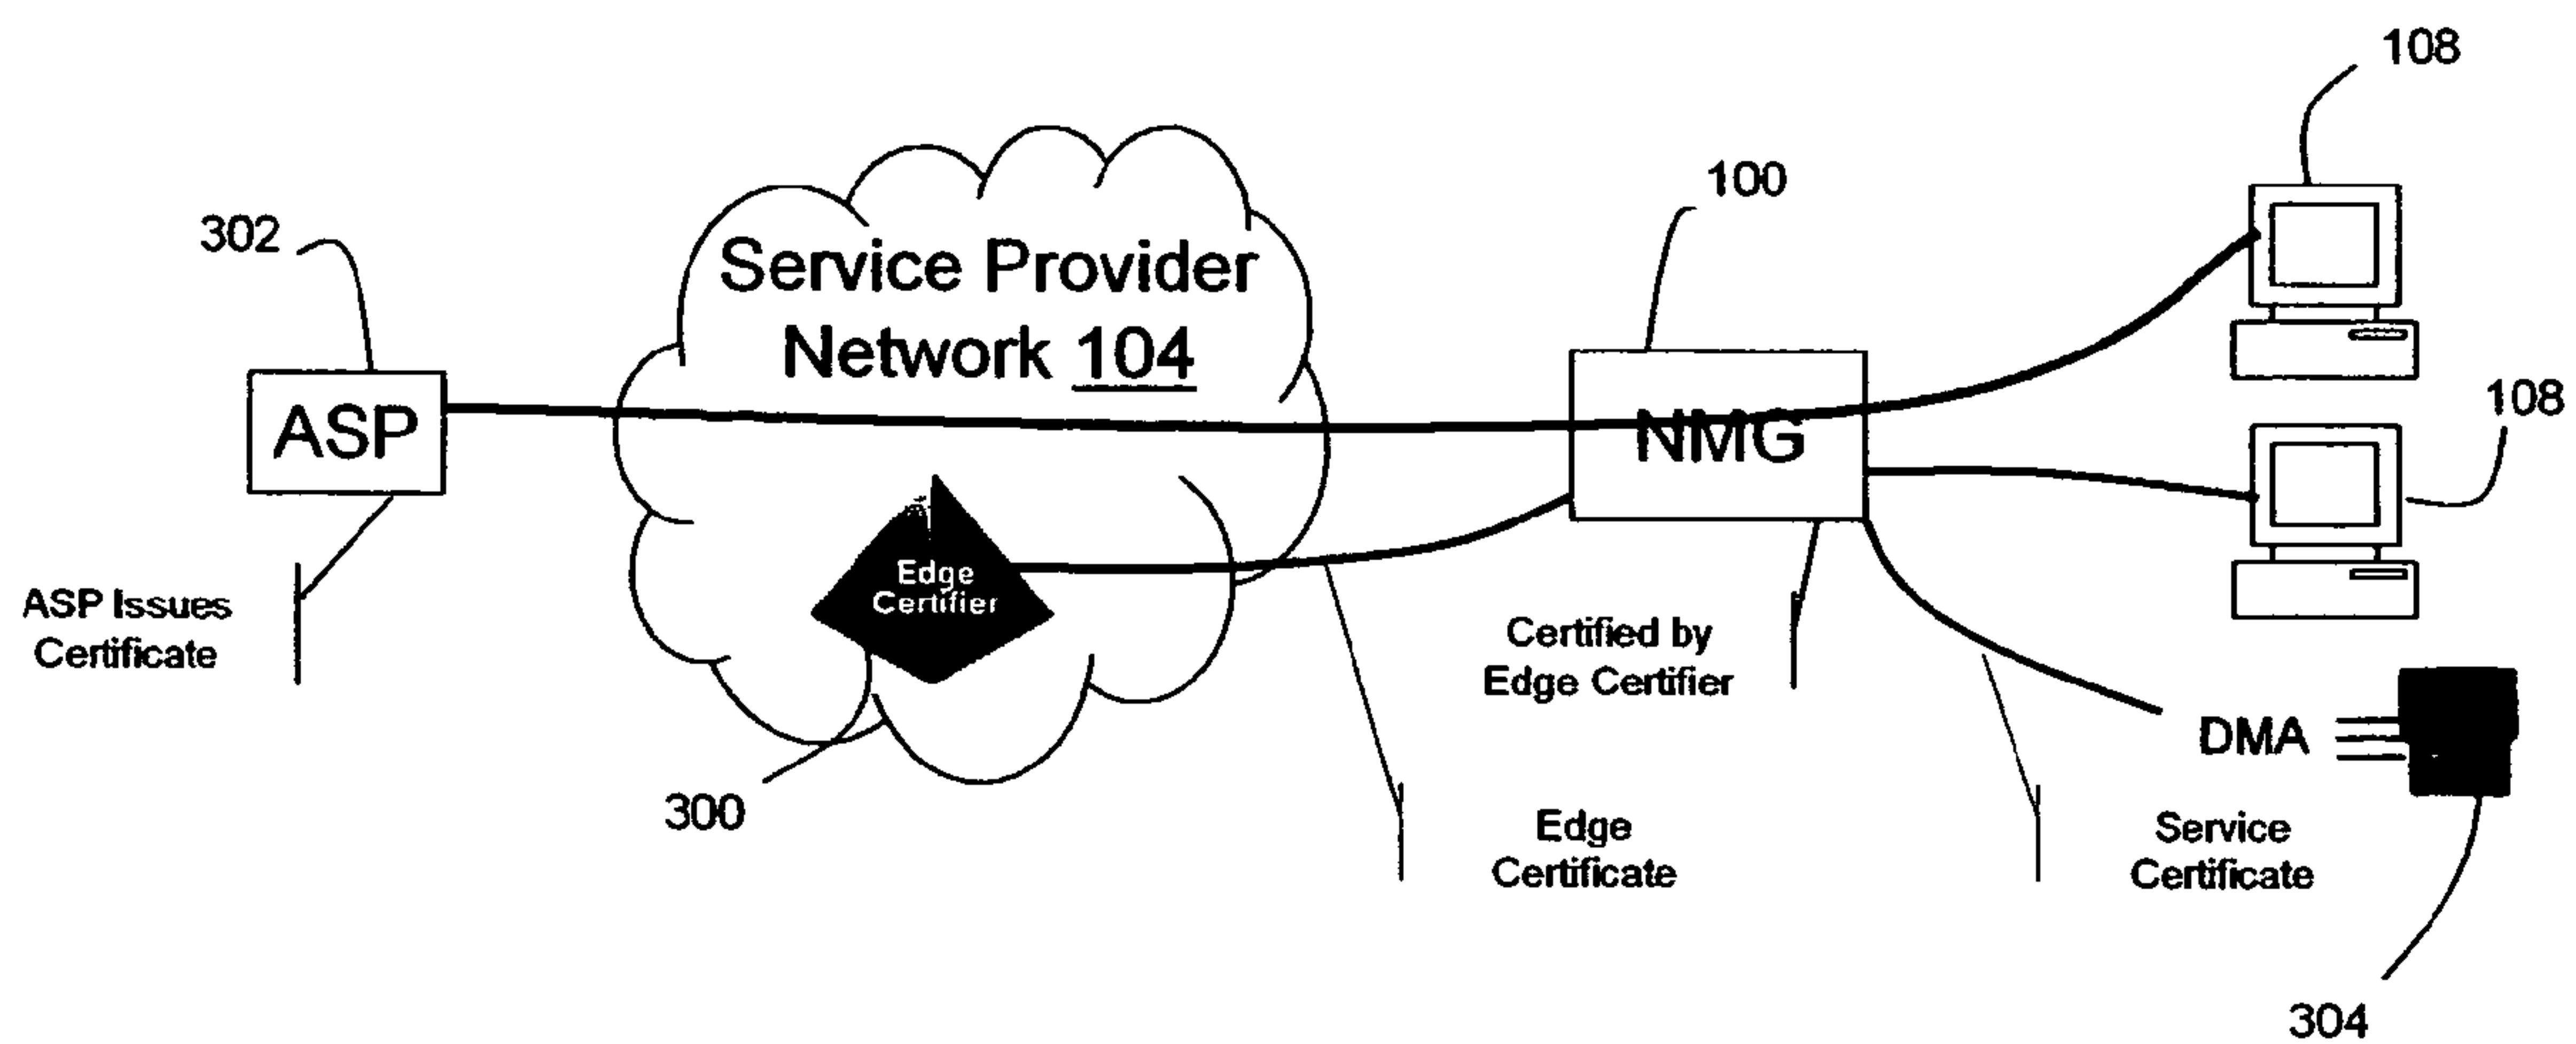 108
100
302
Service Provider
Network 104
ASP
NMG
108
Edge
Certifier
ASP Issues
Certificate
Certified by
Edge Certifier
DMA
300
Edge
Certificate
Service
Certificate
304